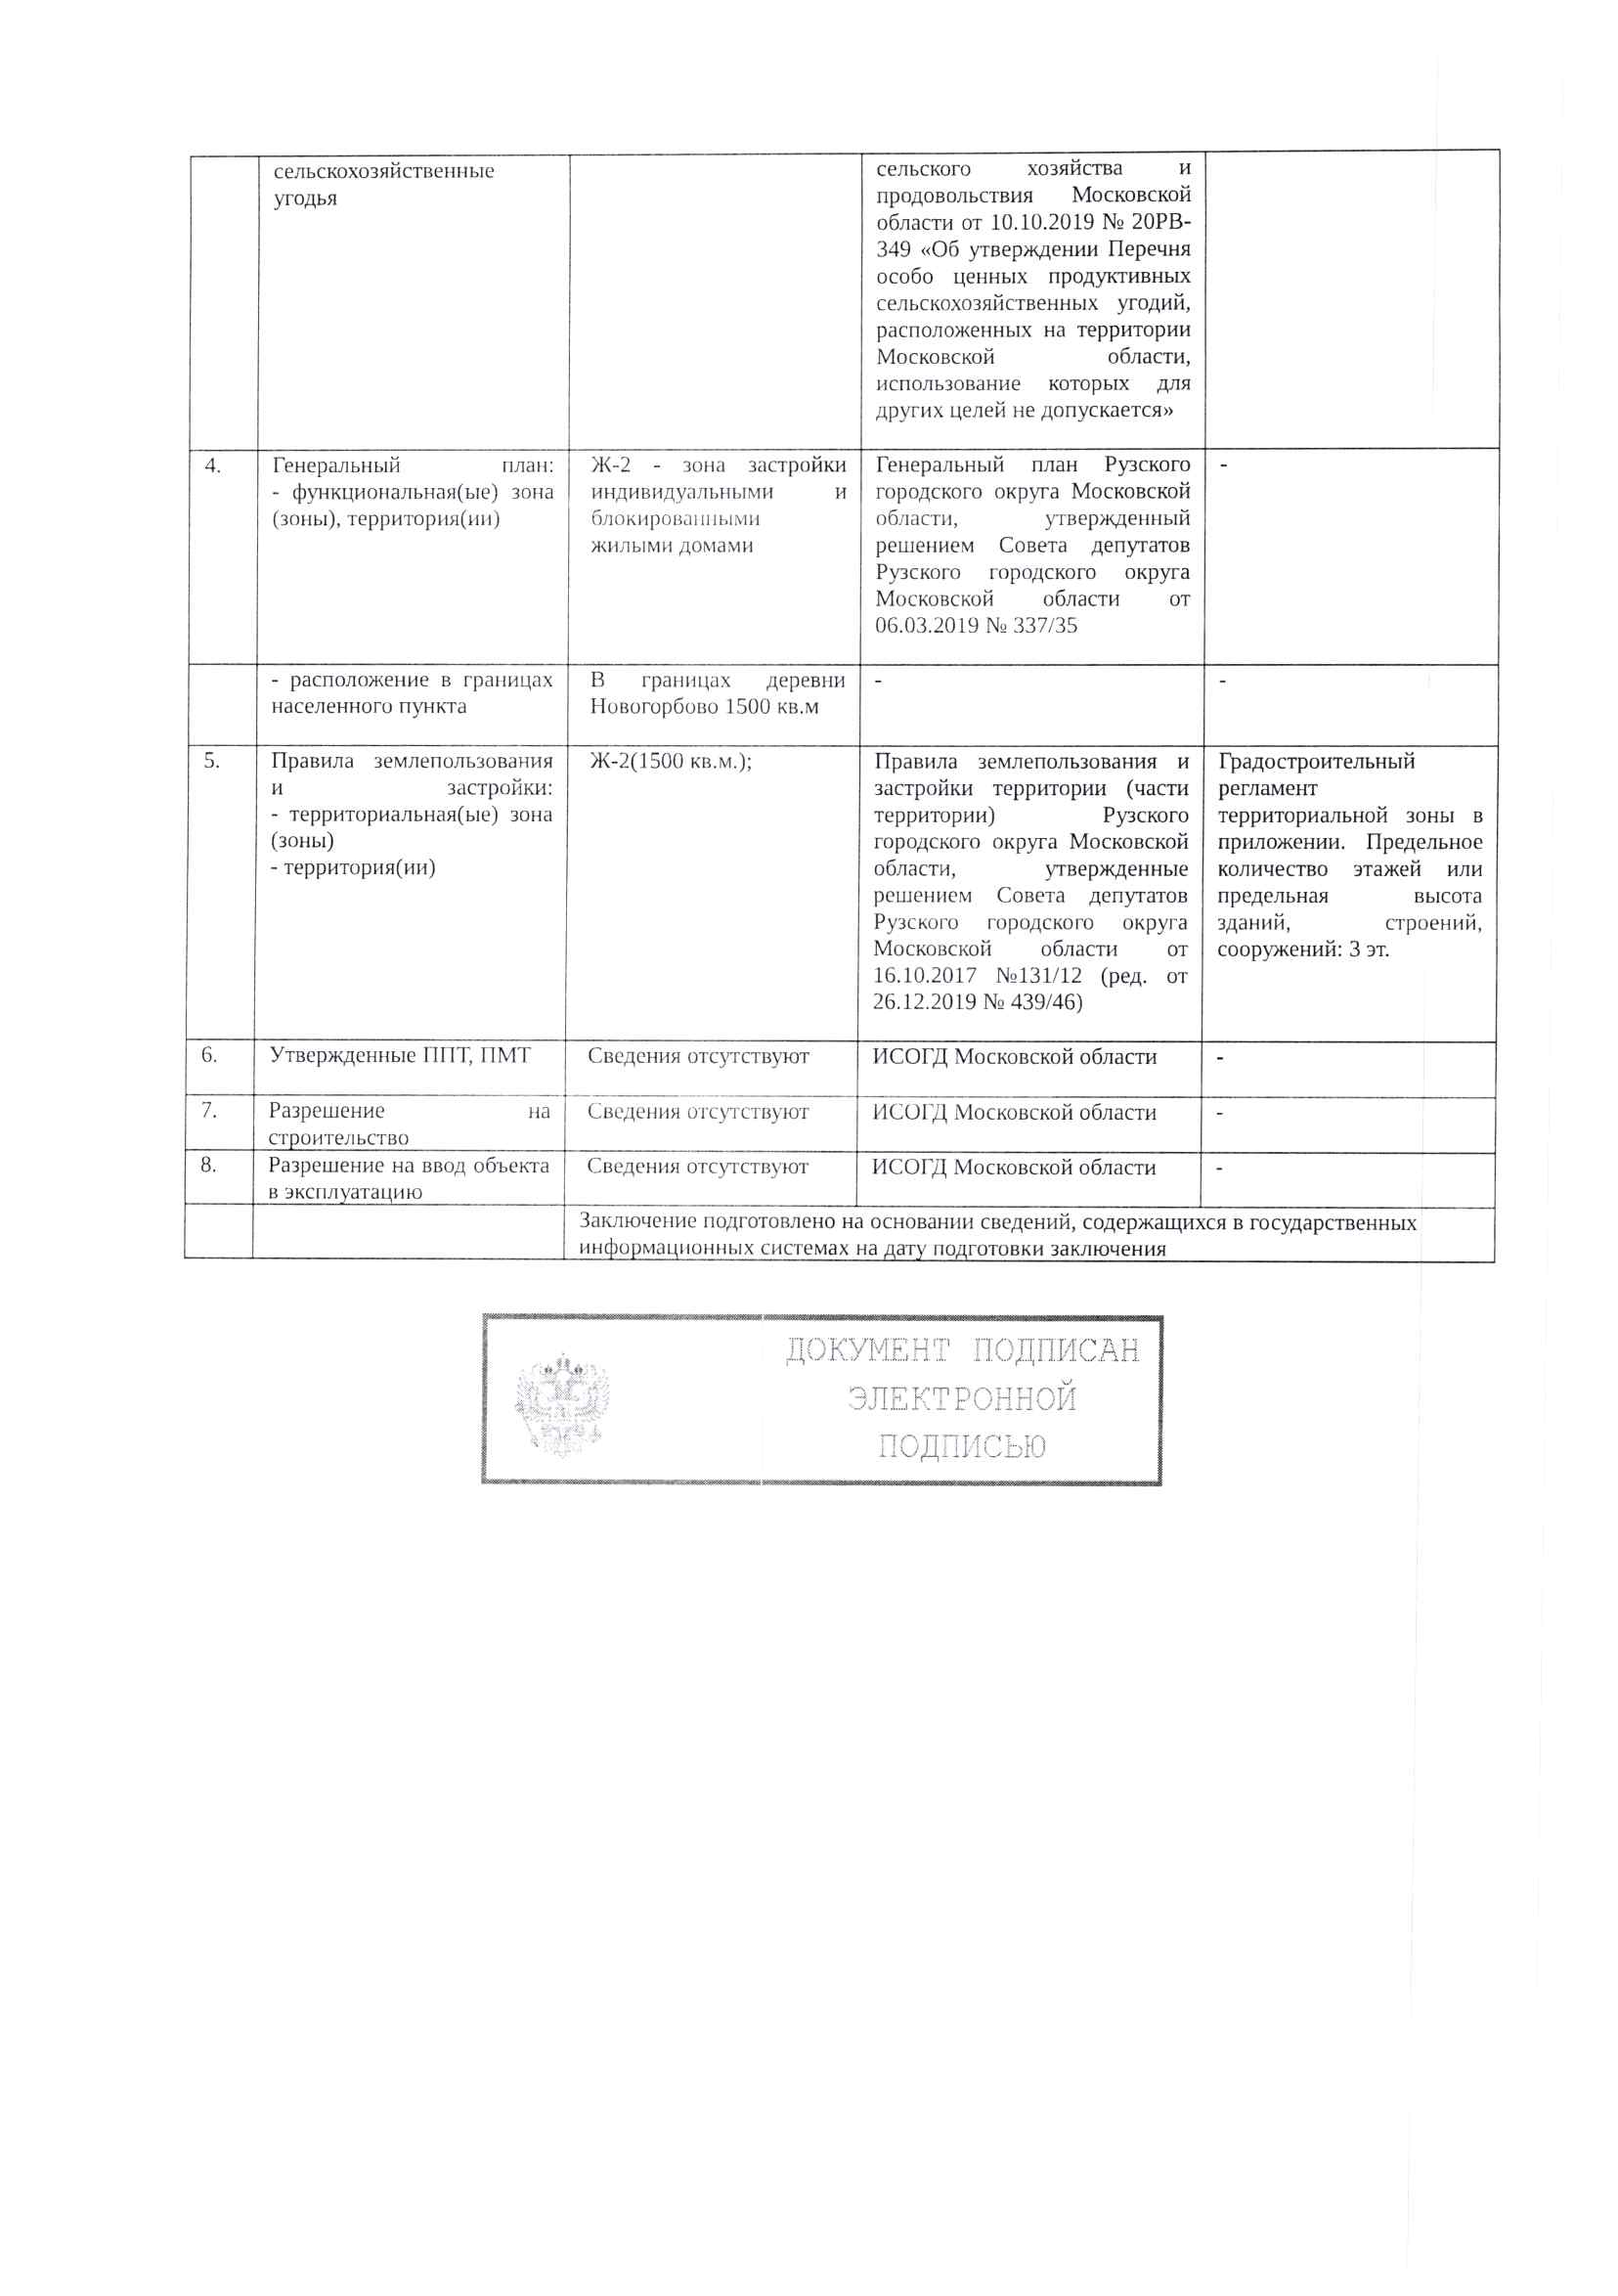 сельскохозяйственные
угодья
сельского хозяйства и
продовольствия Московской
области от 10.10.2019 № 20РВ-
349 «Об утверждении Перечня
особо ценных продуктивных
сельскохозяйственных угодий,
расположенных на территории
Московской области,
использование которых для
других целей не допускается»
4.
Генеральный план:
- функциональная(ые) зона
(зоны), территория(ии)
Ж-2 - зона застройки
индивидуальными и
блокированными
жилыми домами
Генеральный план Рузского
городского округа Московской
области, утвержденный
решением Совета депутатов
Рузского городского округа
Московской области от
06.03.2019 № 337/35
-
- расположение в границах
населенного пункта
В границах деревни
Новогорбово 1500 кв.м
-
-
5.
Правила землепользования
и застройки:
- территориальная(ые) зона
(зоны)
- территория(ии)
Ж-2(1500 кв.м.);
Правила землепользования и
застройки территории (части
территории) Рузского
городского округа Московской
области, утвержденные
решением Совета депутатов
Рузского городского округа
Московской области от
16.10.2017 №131/12 (ред. от
26.12.2019 № 439/46)
Градостроительный
регламент
территориальной зоны в
приложении. Предельное
количество этажей или
предельная высота
зданий, строений,
сооружений: 3 эт.
6.
Утвержденные ППТ, ПМТ
Сведения отсутствуют
ИСОГД Московской области
-
7.
Разрешение на
строительство
Сведения отсутствуют
ИСОГД Московской области
-
8.
Разрешение на ввод объекта
в эксплуатацию
Сведения отсутствуют
ИСОГД Московской области
-
Заключение подготовлено на основании сведений, содержащихся в государственных
информационных системах на дату подготовки заключения
ДОКУМЕНТ ПОДПИСАН
ЭЛЕКТРОННОЙ
ПОДПИСЬЮ